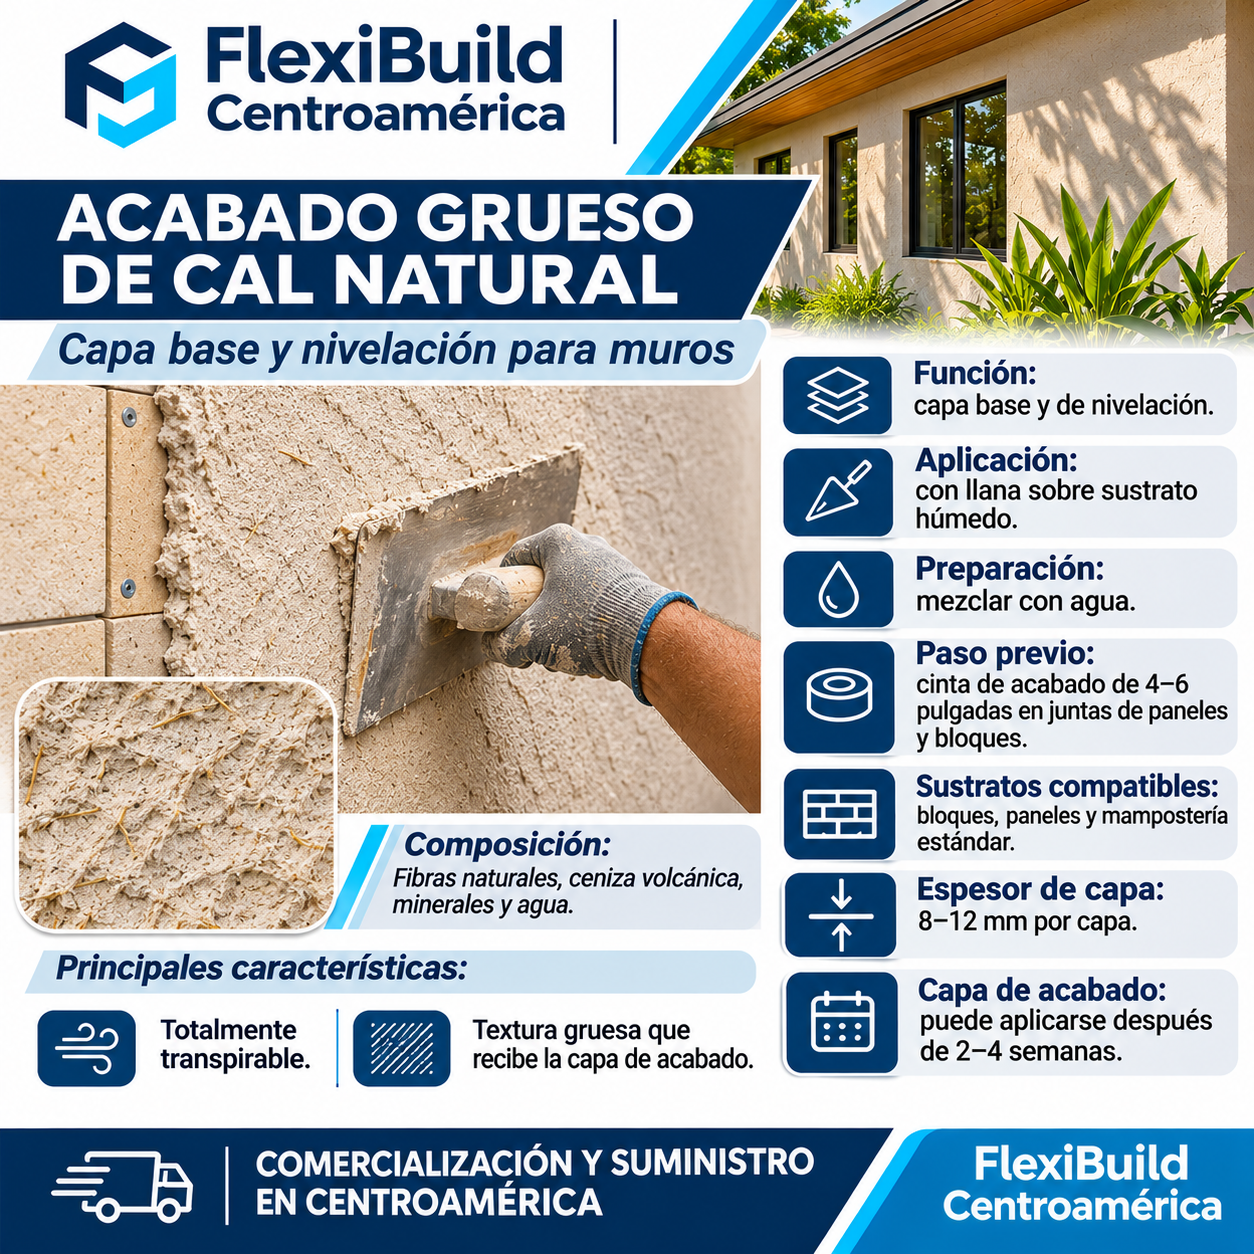 FlexiBuild
Centroamérica
ACABADO GRUESO
DE CAL NATURAL
Capa base y nivelación para muros
Función:
capa base y de nivelación.
Aplicación:
con llana sobre sustrato
húmedo.
Preparación:
mezclar con agua.
Paso previo:
cinta de acabado de 4–6
pulgadas en juntas de paneles
y bloques.
Sustratos compatibles:
bloques, paneles y mampostería
estándar.
Espesor de capa:
8–12 mm por capa.
Capa de acabado:
puede aplicarse después
de 2–4 semanas.
Composición:
Fibras naturales, ceniza volcánica,
minerales y agua.
Principales características:
Totalmente
transpirable.
Textura gruesa que
recibe la capa de acabado.
COMERCIALIZACIÓN Y SUMINISTRO
EN CENTROAMÉRICA
FlexiBuild
Centroamérica